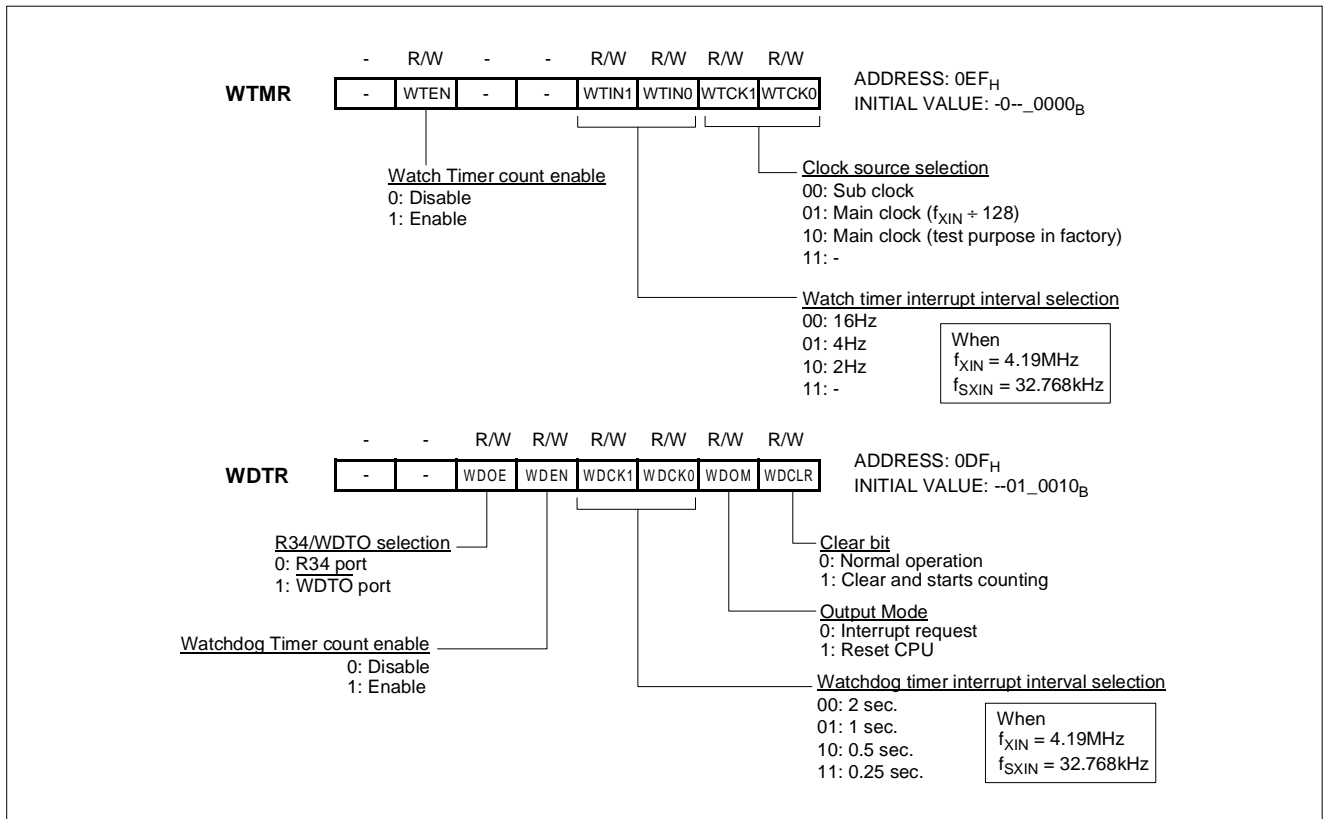 - R/W - - R/W R/W R/W R/W
WTMR - WTEN - - WTIN1 WTIN0 WTCK1 WTCK0
ADDRESS: 0EFH
INITIAL VALUE: -0--_0000B
Watch Timer count enable
0: Disable
1: Enable
Clock source selection
00: Sub clock
01: Main clock (fXIN ÷ 128)
10: Main clock (test purpose in factory)
11: -
Watch timer interrupt interval selection
00: 16Hz
01: 4Hz
10: 2Hz
11: -
When
fXIN = 4.19MHz
fSXIN = 32.768kHz
- - R/W R/W R/W R/W R/W R/W
WDTR - - WDOE WDEN WDCK1 WDCK0 WDOM WDCLR
ADDRESS: 0DFH
INITIAL VALUE: --01_0010B
R34/WDTO selection
0: R34 port
1: WDTO port
Watchdog Timer count enable
0: Disable
1: Enable
Clear bit
0: Normal operation
1: Clear and starts counting
Output Mode
0: Interrupt request
1: Reset CPU
Watchdog timer interrupt interval selection
00: 2 sec.
01: 1 sec.
10: 0.5 sec.
11: 0.25 sec.
When
fXIN = 4.19MHz
fSXIN = 32.768kHz